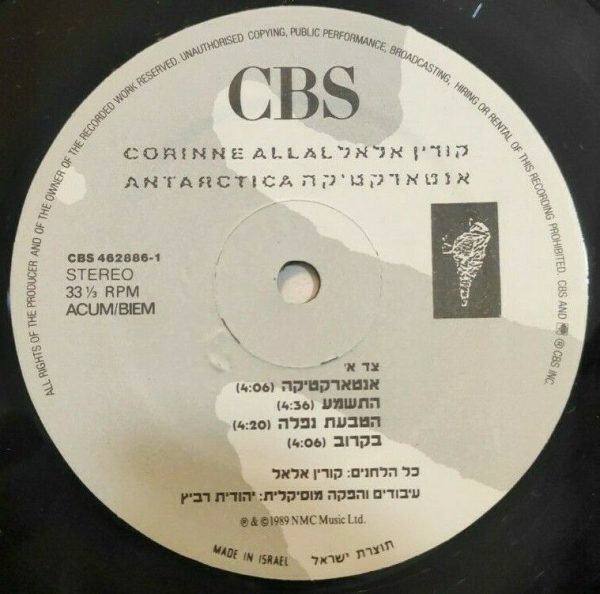 ALL RIGHTS OF THE PRODUCER AND OF THE OWNER OF THE RECORDED WORK RESERVED. UNAUTHORISED COPYING, PUBLIC PERFORMANCE, BROADCASTING, HIRING OR RENTAL OF THIS RECORDING PROHIBITED. CBS AND ℗ CBS INC.
CBS
CORINNE ALLAL קורין אלאל
ANTARCTICA אנטארקטיקה
CBS 462886-1
STEREO
33 ⅓ RPM
ACUM/BIEM
צד א'
אנטארקטיקה (4:06)
התשמע (4:36)
הטבעת נפלה (4:20)
בקרוב (4:06)
כל הלחנים: קורין אלאל
עיבודים והפקה מוסיקלית: יהודית רביץ
℗ & ©1989 NMC Music Ltd.
MADE IN ISRAEL תוצרת ישראל